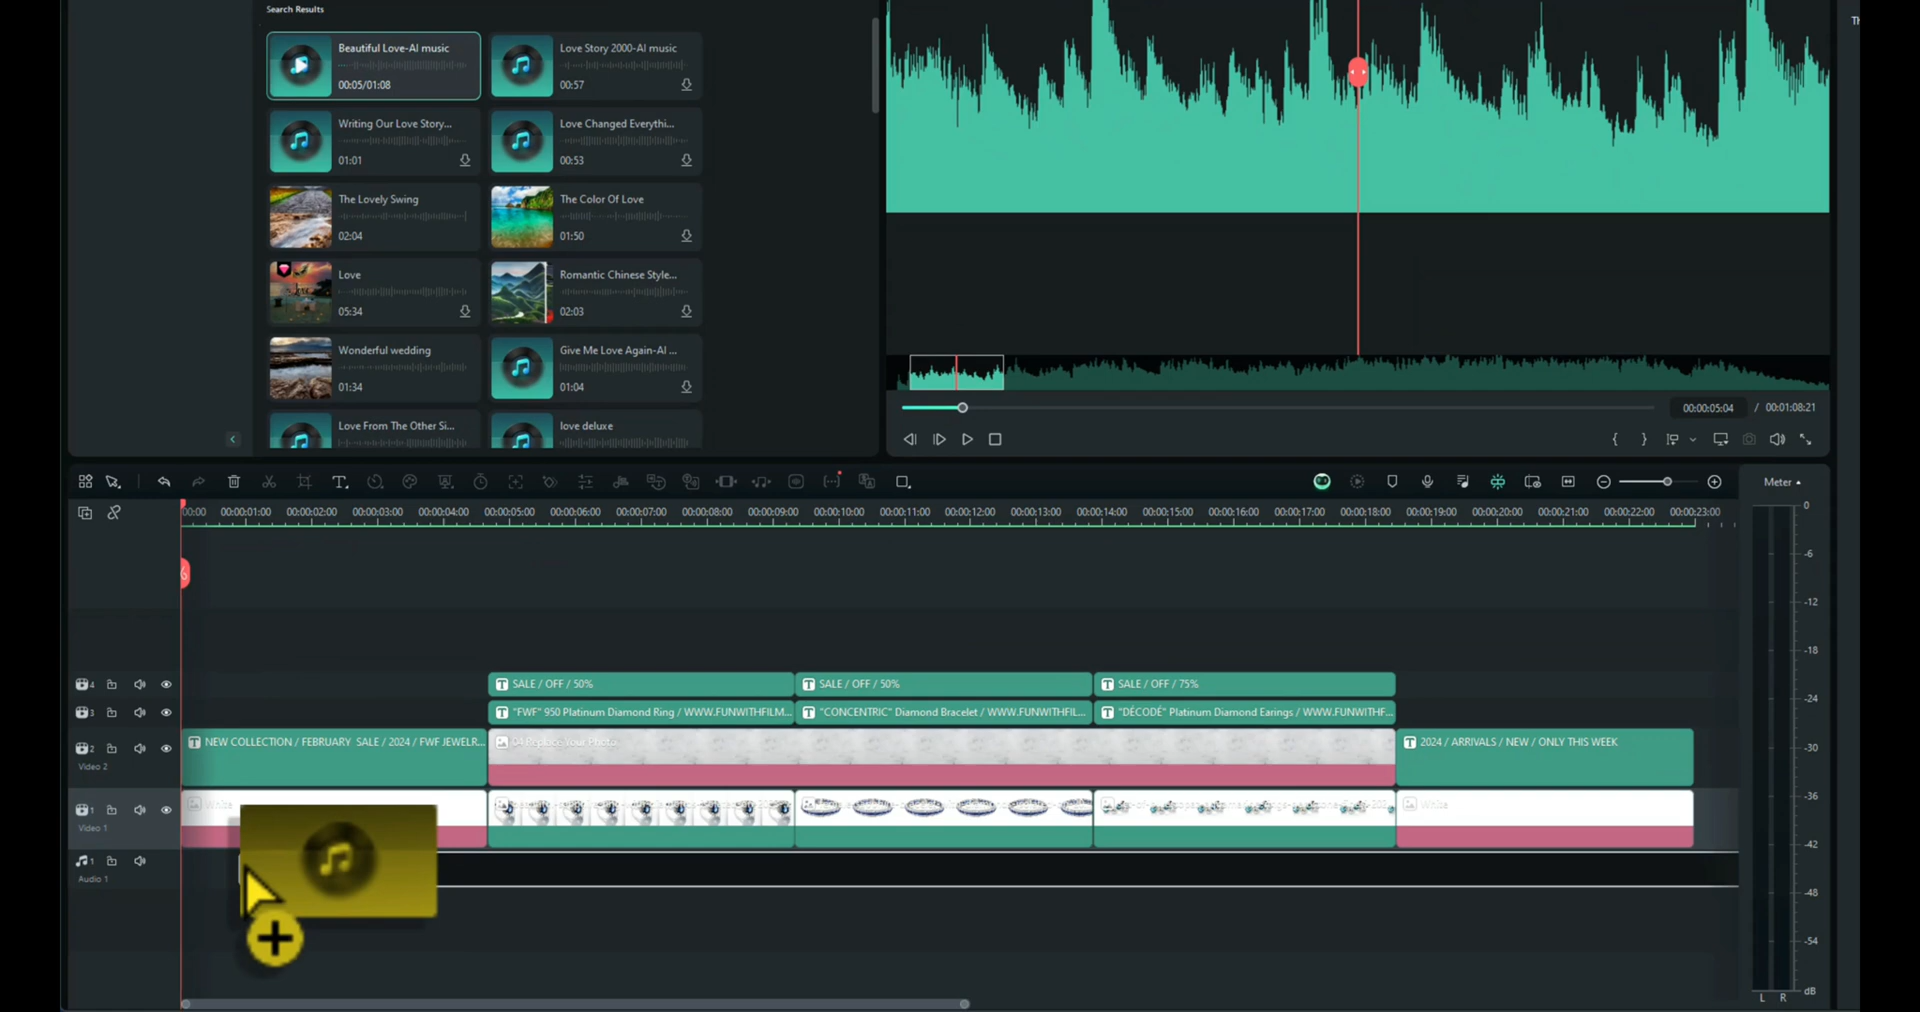 Search Results
Beautiful Love-AI music
00:05/01:08
Love Story 2000-AI music
00:57
Writing Our Love Story...
01:01
Love Changed Everythi...
00:53
The Lovely Swing
02:04
The Color Of Love
01:50
Love
05:34
Romantic Chinese Style...
02:03
Wonderful wedding
01:34
Give Me Love Again-AI ...
01:04
Love From The Other Si...
love deluxe
00:00:05:04 / 00:01:08:21
Meter
00:00 00:00:01:00 00:00:02:00 00:00:03:00 00:00:04:00 00:00:05:00 00:00:06:00 00:00:07:00 00:00:08:00 00:00:09:00 00:00:10:00 00:00:11:00 00:00:12:00 00:00:13:00 00:00:14:00 00:00:15:00 00:00:16:00 00:00:17:00 00:00:18:00 00:00:19:00 00:00:20:00 00:00:21:00 00:00:22:00 00:00:23:00
4
SALE / OFF / 50%
SALE / OFF / 50%
SALE / OFF / 75%
3
"FWF" 950 Platinum Diamond Ring / WWW.FUNWITHFILM...
"CONCENTRIC" Diamond Bracelet / WWW.FUNWITHFIL...
"DÉCODÉ" Platinum Diamond Earings / WWW.FUNWITHF...
2
Video 2
NEW COLLECTION / FEBRUARY SALE / 2024 / FWF JEWELR...
04 Replace Your Photo
2024 / ARRIVALS / NEW / ONLY THIS WEEK
1
Video 1
White
White
1
Audio 1
0
-6
-12
-18
-24
-30
-36
-42
-48
-54
dB
L R